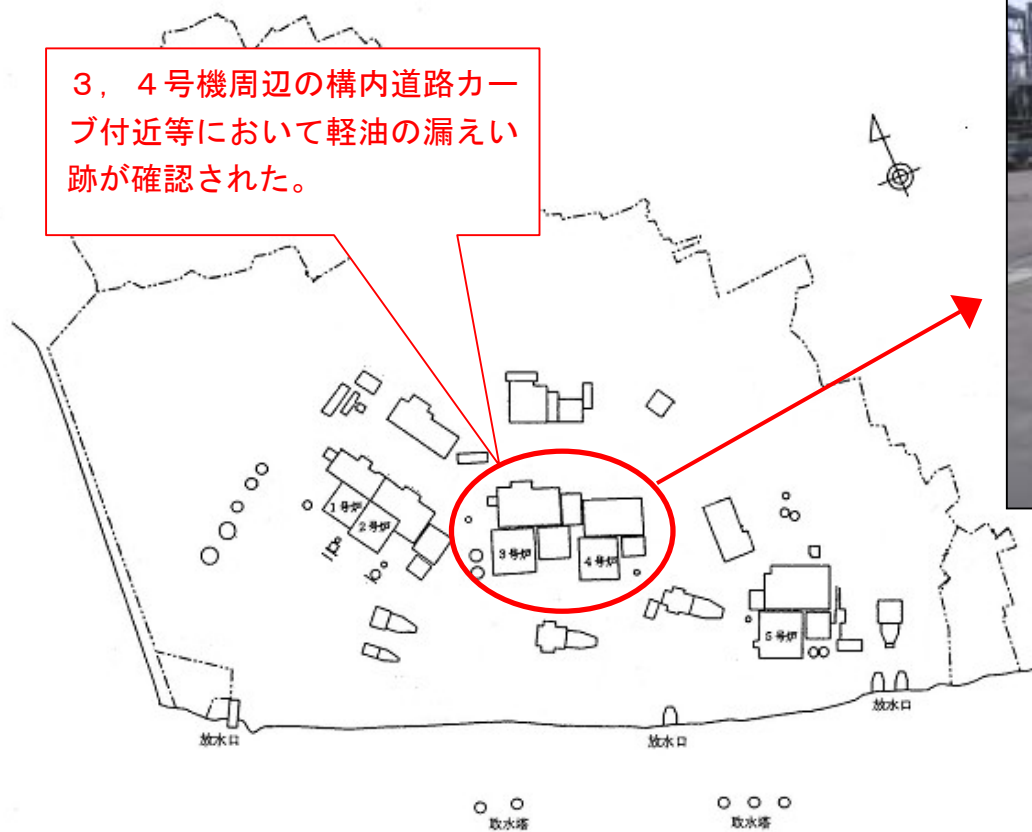 ３，４号機周辺の構内道路カー
ブ付近等において軽油の漏えい
跡が確認された。
１号炉
２号炉
３号炉
４号炉
５号炉
放水口
放水口
放水口
取水塔
取水塔